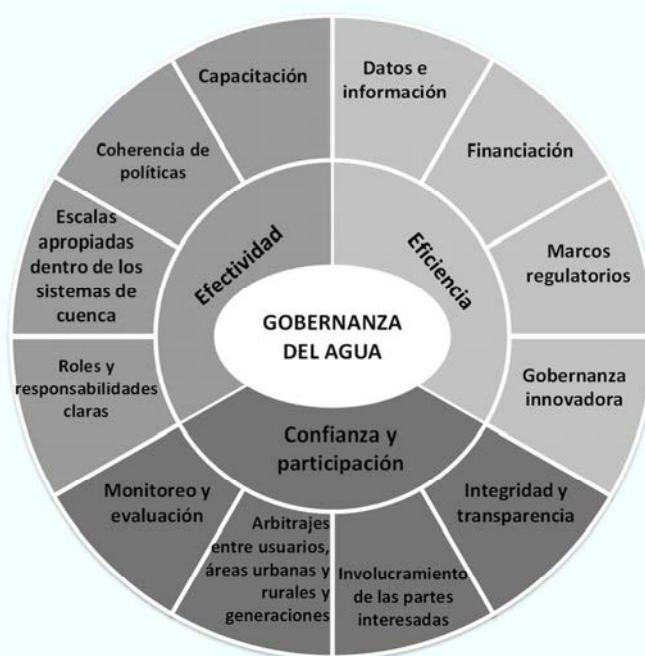 GOBERNANZA
DEL AGUA
Efectividad
Eficiencia
Confianza y
participación
Capacitación
Datos e
información
Financiación
Marcos
regulatorios
Gobernanza
innovadora
Integridad y
transparencia
Involucramiento
de las partes
interesadas
Arbitrajes
entre usuarios,
áreas urbanas y
rurales y
generaciones
Monitoreo y
evaluación
Roles y
responsabilidades
claras
Escalas
apropiadas
dentro de los
sistemas de
cuenca
Coherencia de
políticas